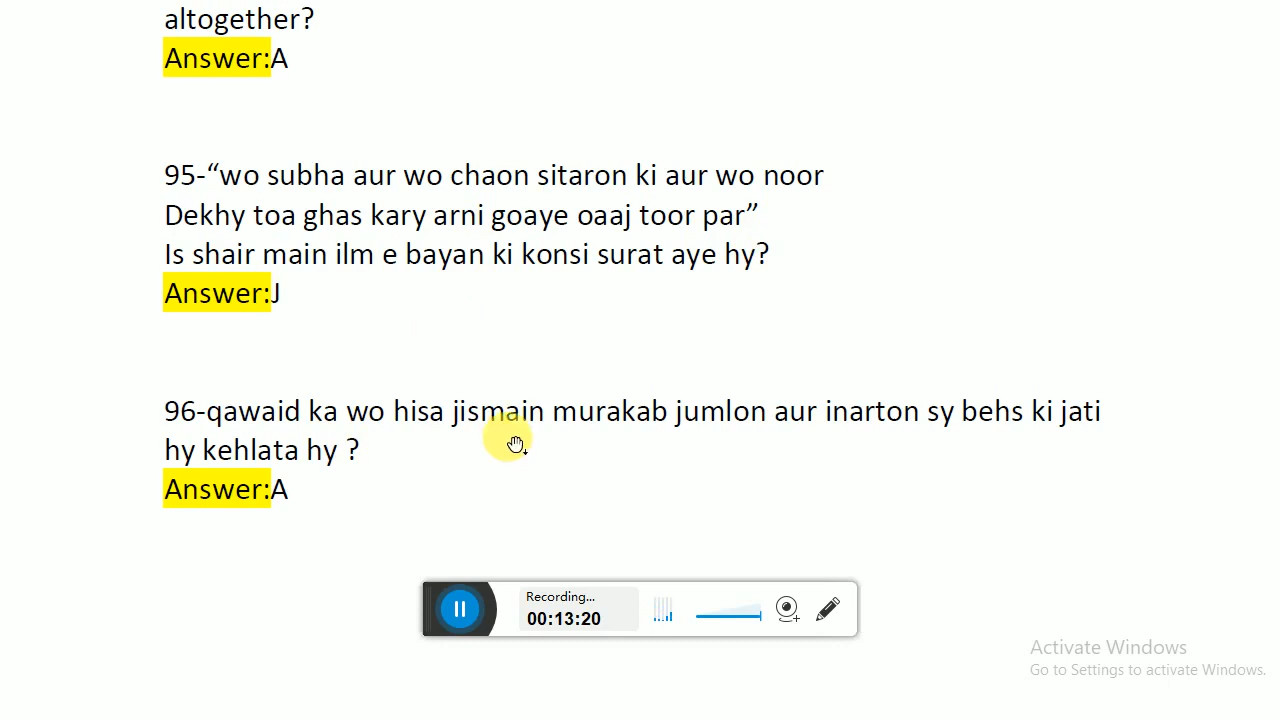 altogether?
Answer:A
95-“wo subha aur wo chaon sitaron ki aur wo noor
Dekhy toa ghas kary arni goaye oaaj toor par”
Is shair main ilm e bayan ki konsi surat aye hy?
Answer:J
96-qawaid ka wo hisa jismain murakab jumlon aur inarton sy behs ki jati
hy kehlata hy ?
Answer:A
Recording...
00:13:20
Activate Windows
Go to Settings to activate Windows.